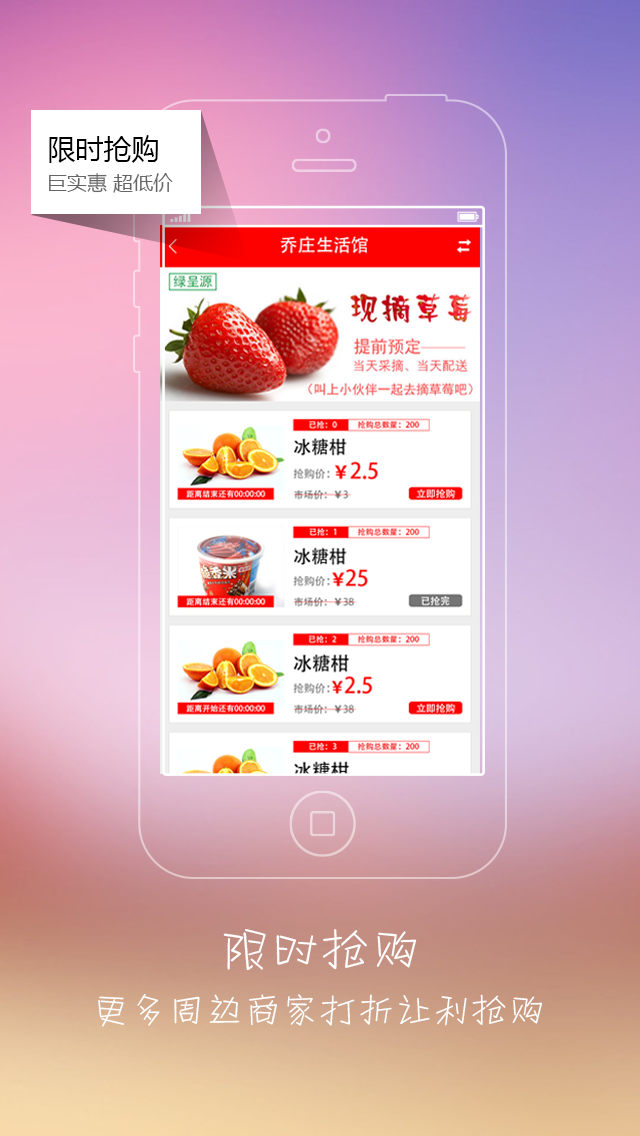 限时抢购
巨实惠 超低价
乔庄生活馆
绿呈源
现摘草莓
提前预定
当天采摘、当天配送
(叫上小伙伴一起去摘草莓吧)
已抢：0 抢购总数量：200
冰糖柑
抢购价：￥2.5
距离结束还有00:00:00
市场价：￥3
立即抢购
已抢：1 抢购总数量：200
冰糖柑
抢购价：￥25
距离结束还有00:00:00
市场价：￥38
已抢完
已抢：2 抢购总数量：200
冰糖柑
抢购价：￥2.5
距离开始还有00:00:00
市场价：￥38
立即抢购
已抢：3 抢购总数量：200
冰糖柑
限时抢购
更多周边商家打折让利抢购